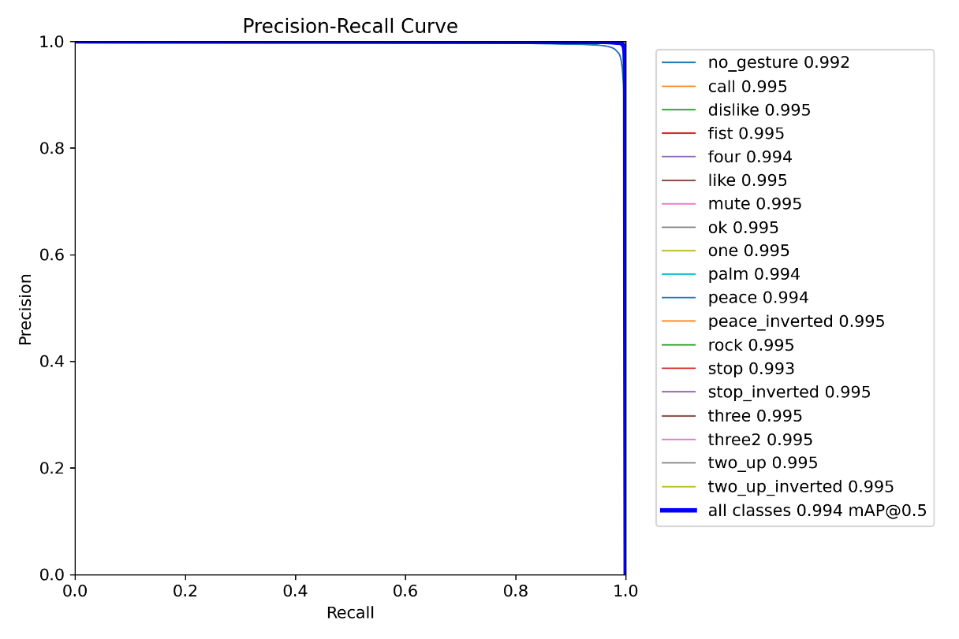 Precision-Recall Curve
1.0
0.8
0.6
0.4
0.2
0.0
Precision
0.0 0.2 0.4 0.6 0.8 1.0
Recall
no_gesture 0.992
call 0.995
dislike 0.995
fist 0.995
four 0.994
like 0.995
mute 0.995
ok 0.995
one 0.995
palm 0.994
peace 0.994
peace_inverted 0.995
rock 0.995
stop 0.993
stop_inverted 0.995
three 0.995
three2 0.995
two_up 0.995
two_up_inverted 0.995
all classes 0.994 mAP@0.5